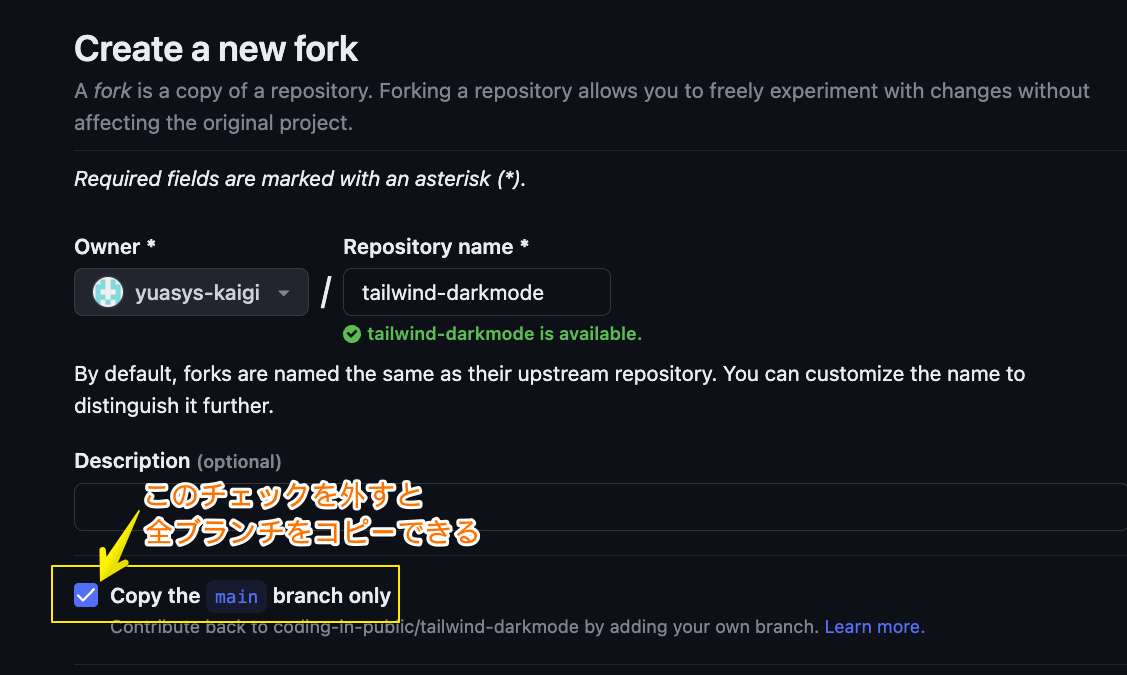 Create a new fork
A fork is a copy of a repository. Forking a repository allows you to freely experiment with changes without
affecting the original project.
Required fields are marked with an asterisk (*).
Owner *
Repository name *
yuasys-kaigi
/
tailwind-darkmode
tailwind-darkmode is available.
By default, forks are named the same as their upstream repository. You can customize the name to
distinguish it further.
Description (optional)
このチェックを外すと
全ブランチをコピーできる
Copy the main branch only
Contribute back to coding-in-public/tailwind-darkmode by adding your own branch. Learn more.